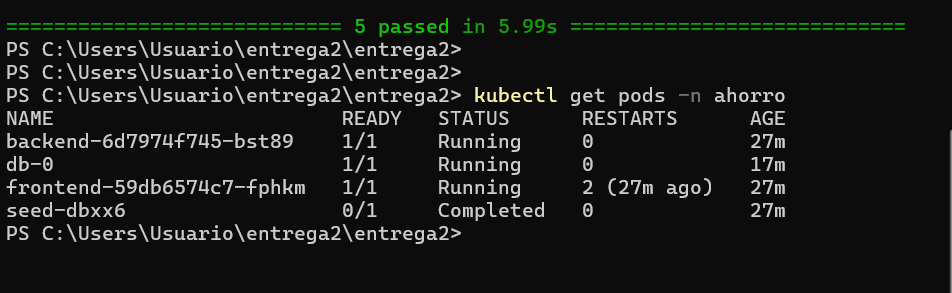 ============================ 5 passed in 5.99s ============================
PS C:\Users\Usuario\entrega2\entrega2>
PS C:\Users\Usuario\entrega2\entrega2>
PS C:\Users\Usuario\entrega2\entrega2> kubectl get pods -n ahorro
NAME                        READY   STATUS      RESTARTS      AGE
backend-6d7974f745-bst89    1/1     Running     0             27m
db-0                        1/1     Running     0             17m
frontend-59db6574c7-fphkm   1/1     Running     2 (27m ago)   27m
seed-dbxx6                  0/1     Completed   0             27m
PS C:\Users\Usuario\entrega2\entrega2>